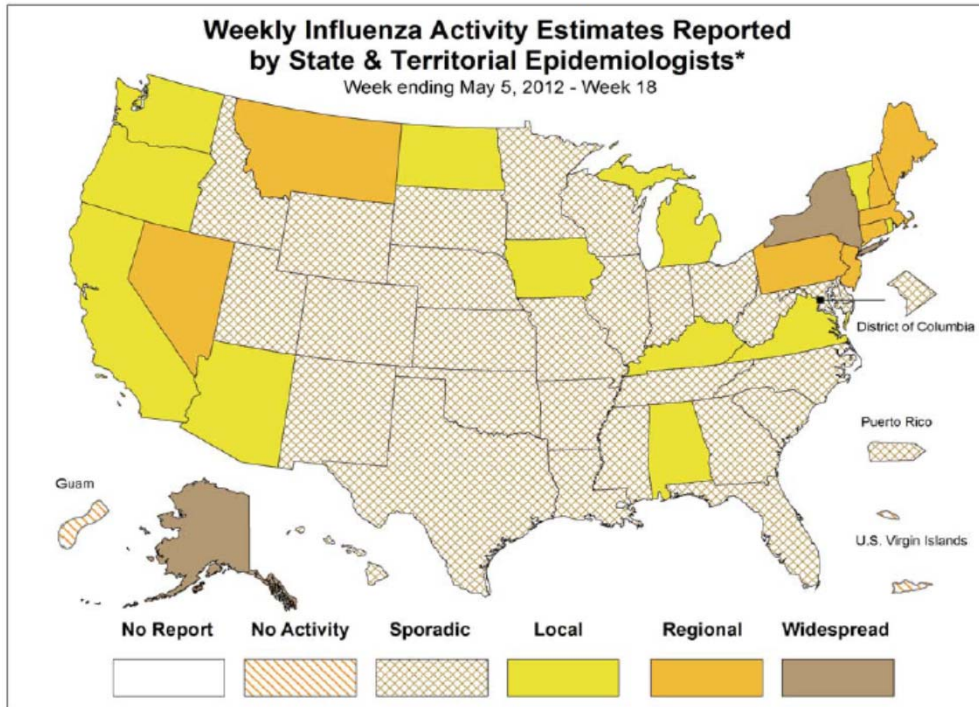 Weekly Influenza Activity Estimates Reported
by State & Territorial Epidemiologists*
Week ending May 5, 2012 - Week 18
District of Columbia
Puerto Rico
Guam
U.S. Virgin Islands
No Report
No Activity
Sporadic
Local
Regional
Widespread